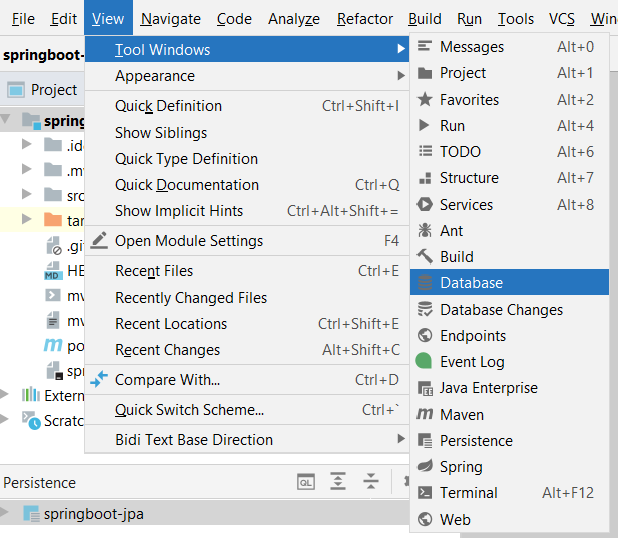 File Edit View Navigate Code Analyze Refactor Build Run Tools VCS Win
springboot-
Project
spring
.id
.m
src
tar
.gi
MD HE
mv
mv
m po
spr
Extern
Scratc
Tool Windows
Appearance
Quick Definition Ctrl+Shift+I
Show Siblings
Quick Type Definition
Quick Documentation Ctrl+Q
Show Implicit Hints Ctrl+Alt+Shift+=
Open Module Settings F4
Recent Files Ctrl+E
Recently Changed Files
Recent Locations Ctrl+Shift+E
Recent Changes Alt+Shift+C
Compare With... Ctrl+D
Quick Switch Scheme... Ctrl+`
Bidi Text Base Direction
Messages Alt+0
Project Alt+1
Favorites Alt+2
Run Alt+4
TODO Alt+6
Structure Alt+7
Services Alt+8
Ant
Build
Database
Database Changes
Endpoints
Event Log
EE Java Enterprise
m Maven
Persistence
Spring
Terminal Alt+F12
Web
Persistence QL
springboot-jpa